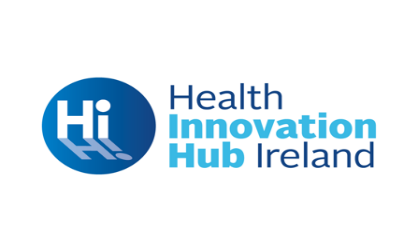 Hi
Health
Innovation
Hub Ireland